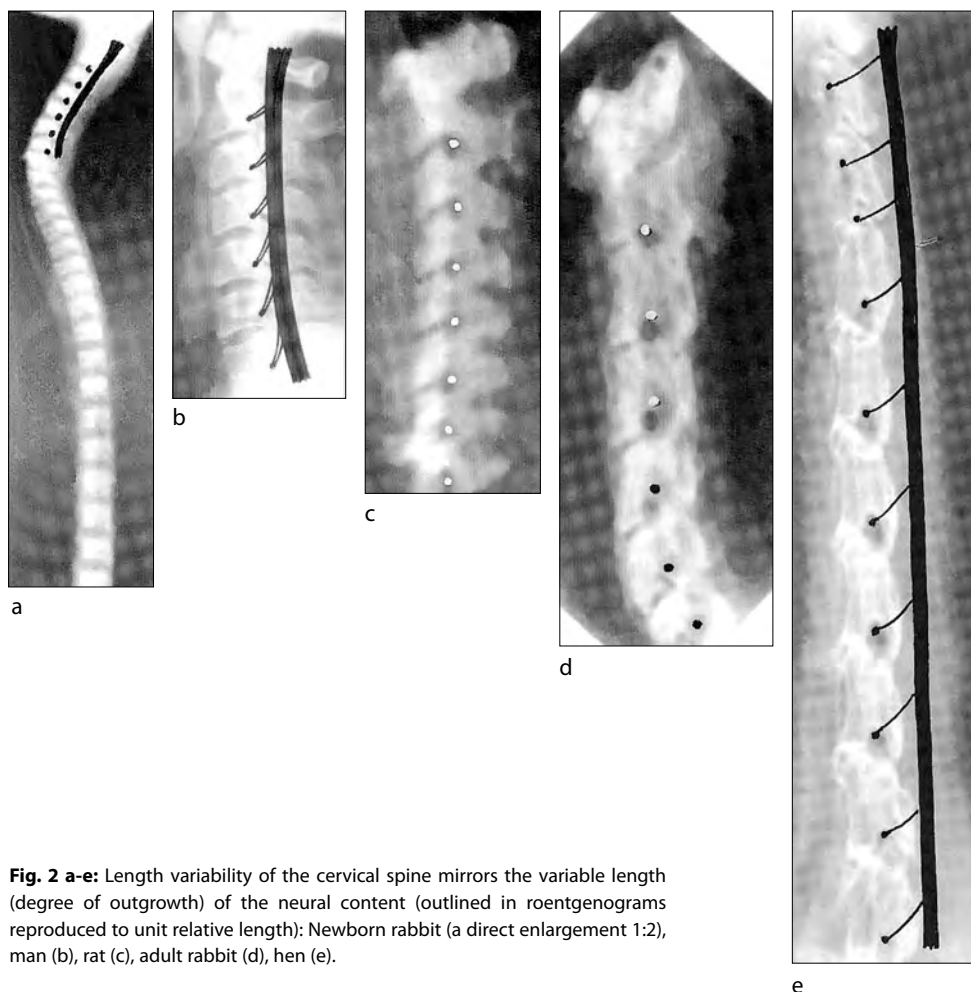 a
b
c
d
e
Fig. 2 a-e: Length variability of the cervical spine mirrors the variable length
(degree of outgrowth) of the neural content (outlined in roentgenograms
reproduced to unit relative length): Newborn rabbit (a direct enlargement 1:2),
man (b), rat (c), adult rabbit (d), hen (e).